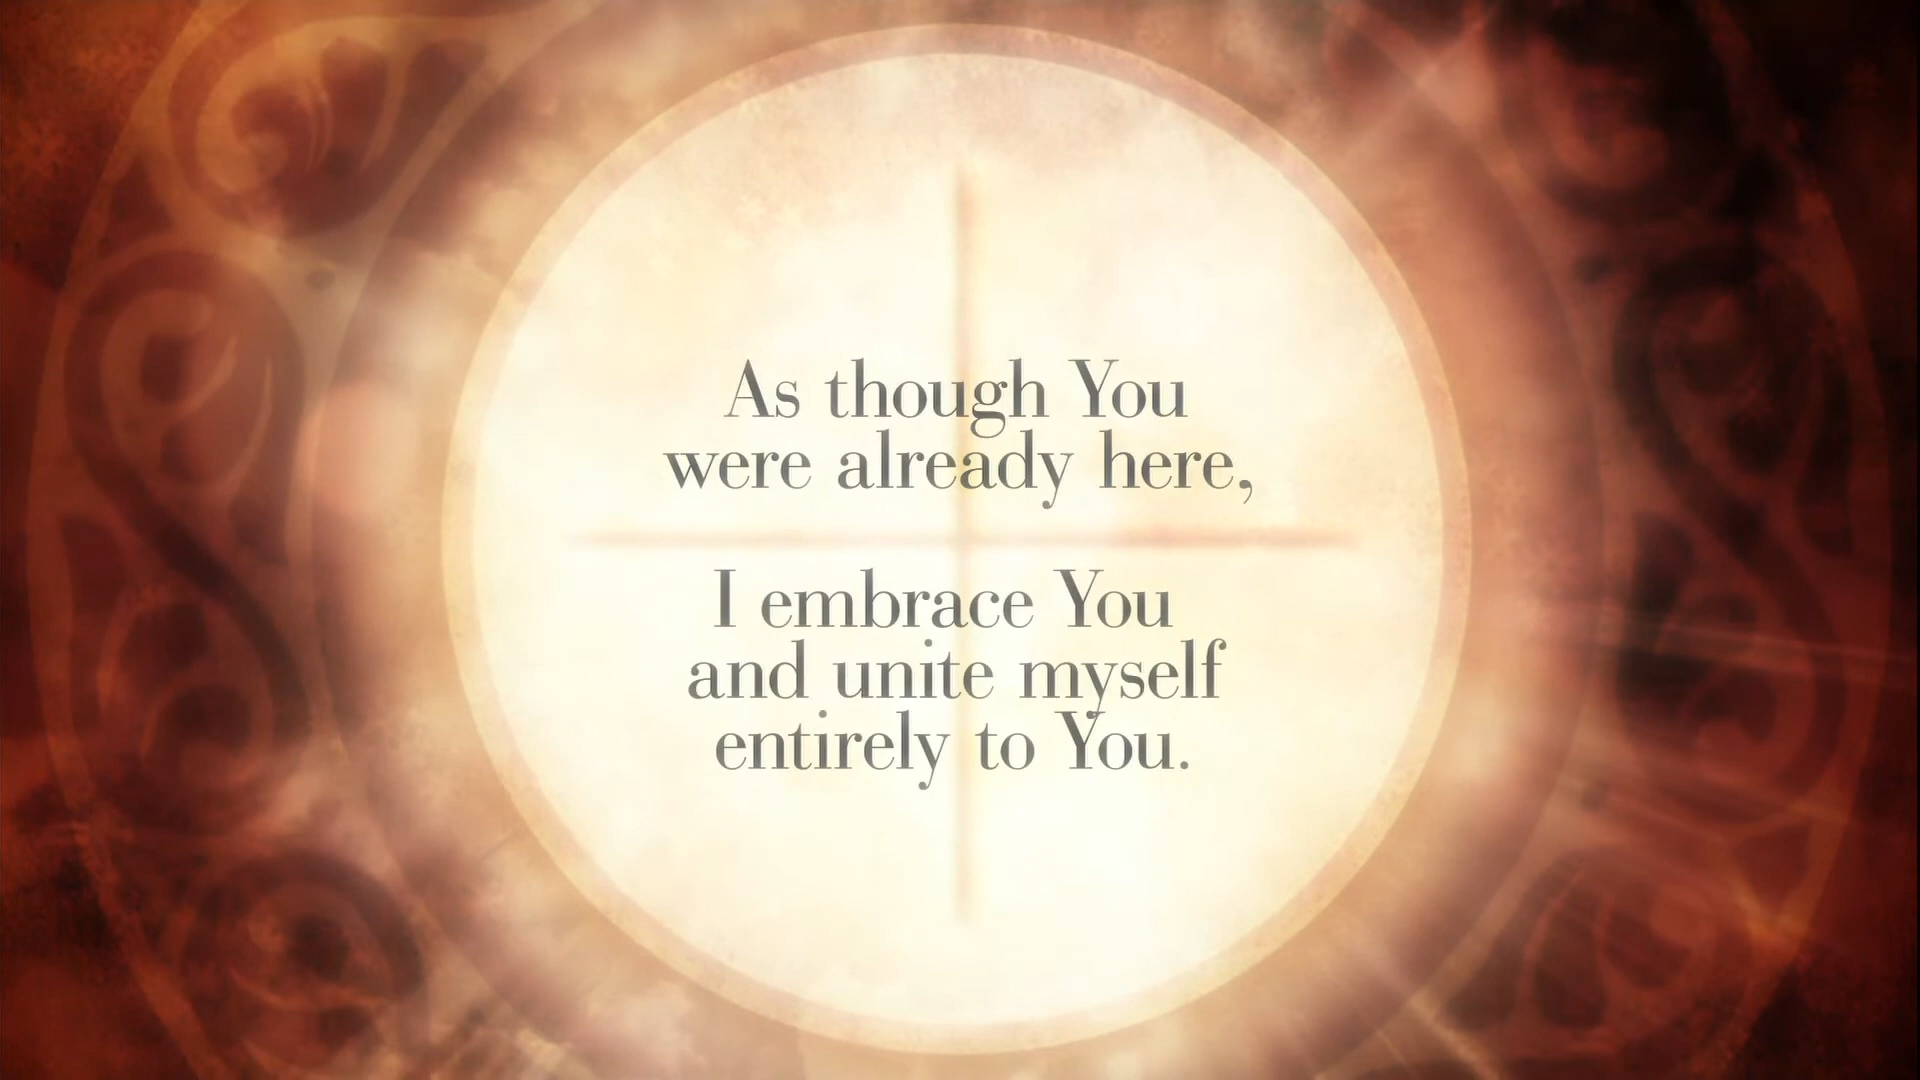 As though You
were already here,
I embrace You
and unite myself
entirely to You.